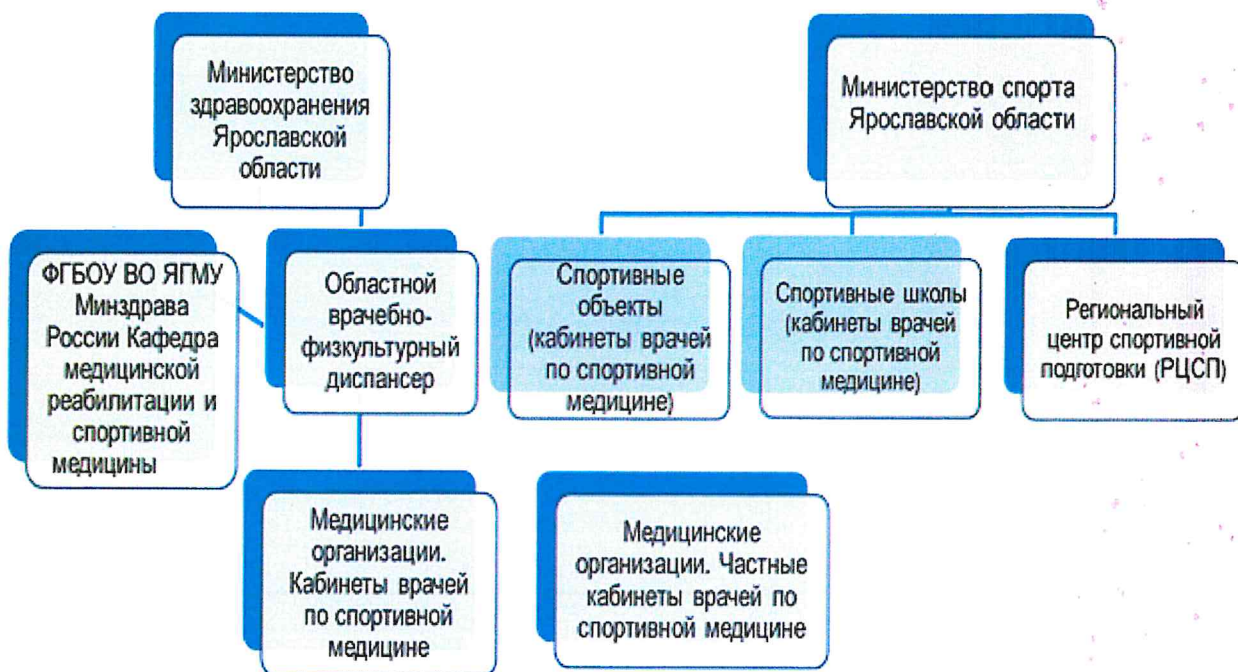 Министерство
здравоохранения
Ярославской
области
Министерство спорта
Ярославской области
ФГБОУ ВО ЯГМУ
Минздрава
России Кафедра
медицинской
реабилитации и
спортивной
медицины
Областной
врачебно-
физкультурный
диспансер
Спортивные
объекты
(кабинеты врачей
по спортивной
медицине)
Спортивные школы
(кабинеты врачей
по спортивной
медицине)
Региональный
центр спортивной
подготовки (РЦСП)
Медицинские
организации.
Кабинеты врачей
по спортивной
медицине
Медицинские
организации. Частные
кабинеты врачей по
спортивной медицине